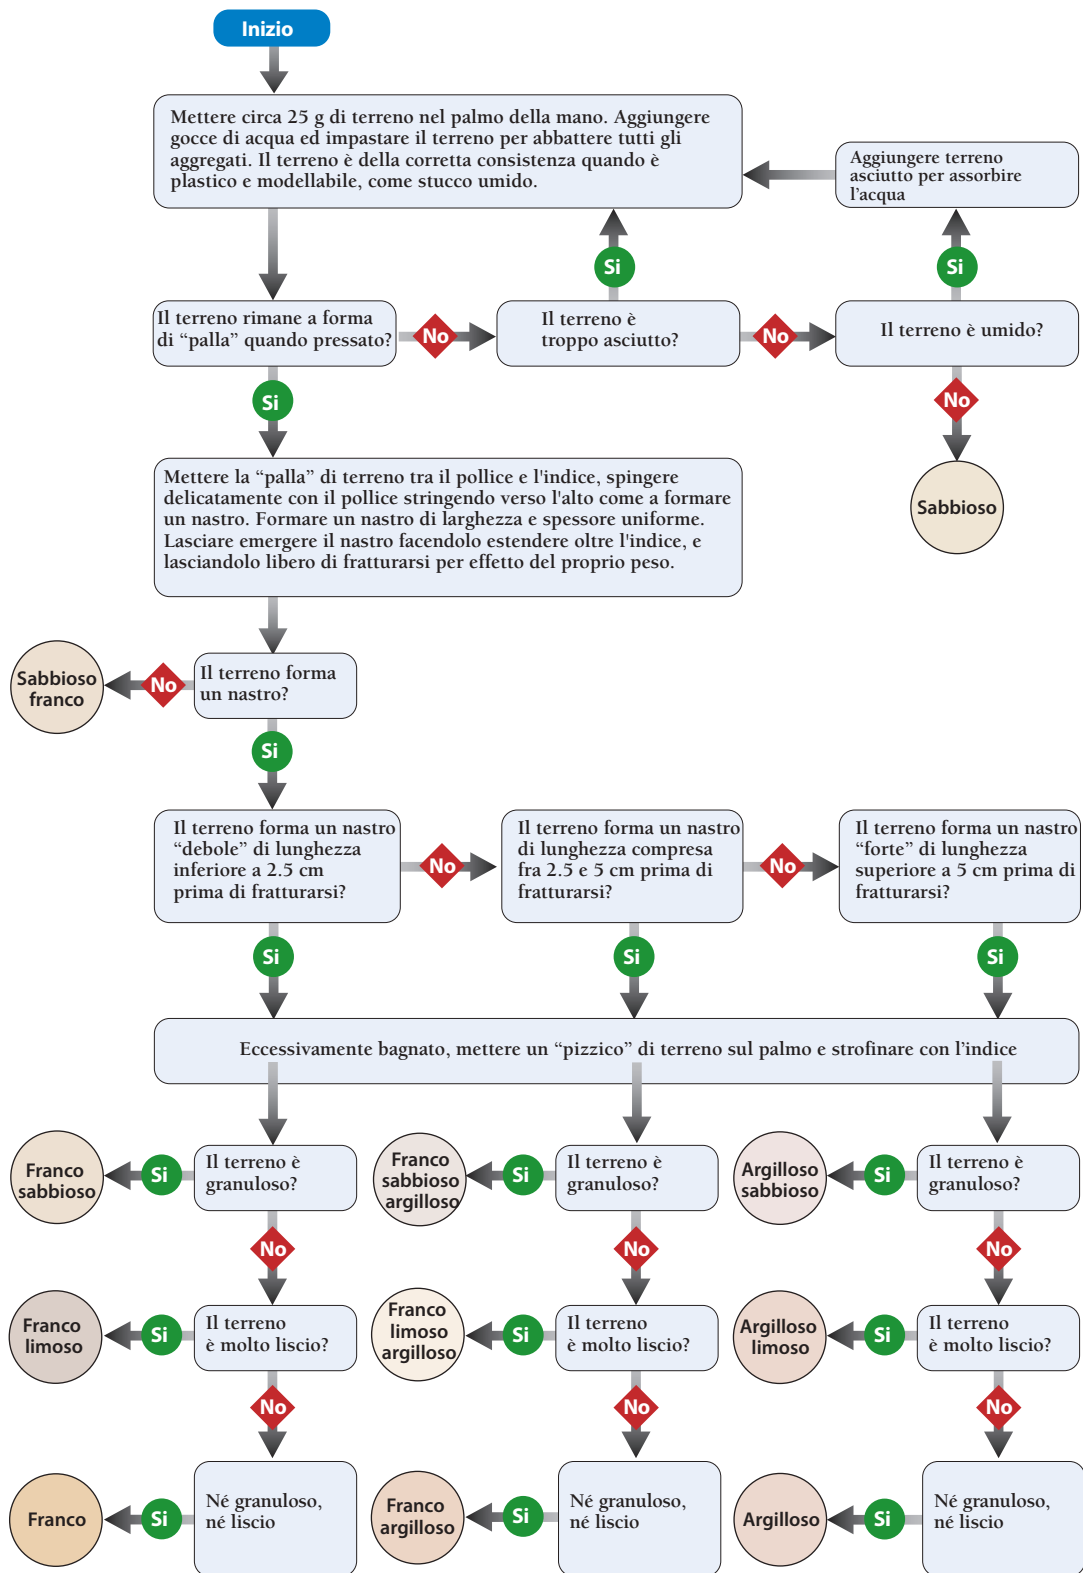 Inizio
Mettere circa 25 g di terreno nel palmo della mano. Aggiungere
gocce di acqua ed impastare il terreno per abbattere tutti gli
aggregati. Il terreno è della corretta consistenza quando è
plastico e modellabile, come stucco umido.
Aggiungere terreno
asciutto per assorbire
l'acqua
Si
Si
Il terreno rimane a forma
di “palla” quando pressato?
No
Il terreno è
troppo asciutto?
No
Il terreno è umido?
Si
No
Sabbioso
Mettere la “palla” di terreno tra il pollice e l'indice, spingere
delicatamente con il pollice stringendo verso l'alto come a formare
un nastro. Formare un nastro di larghezza e spessore uniforme.
Lasciare emergere il nastro facendolo estendere oltre l'indice, e
lasciandolo libero di fratturarsi per effetto del proprio peso.
Sabbioso
franco
No
Il terreno forma
un nastro?
Si
Il terreno forma un nastro
“debole” di lunghezza
inferiore a 2.5 cm
prima di fratturarsi?
No
Il terreno forma un nastro
di lunghezza compresa
fra 2.5 e 5 cm prima di
fratturarsi?
No
Il terreno forma un nastro
“forte” di lunghezza
superiore a 5 cm prima di
fratturarsi?
Si
Si
Si
Eccessivamente bagnato, mettere un “pizzico” di terreno sul palmo e strofinare con l’indice
Franco
sabbioso
Si
Il terreno è
granuloso?
Franco
sabbioso
argilloso
Si
Il terreno è
granuloso?
Argilloso
sabbioso
Si
Il terreno è
granuloso?
No
No
No
Franco
limoso
Si
Il terreno
è molto liscio?
Franco
limoso
argilloso
Si
Il terreno
è molto liscio?
Argilloso
limoso
Si
Il terreno
è molto liscio?
No
No
No
Franco
Si
Né granuloso,
né liscio
Franco
argilloso
Si
Né granuloso,
né liscio
Argilloso
Si
Né granuloso,
né liscio